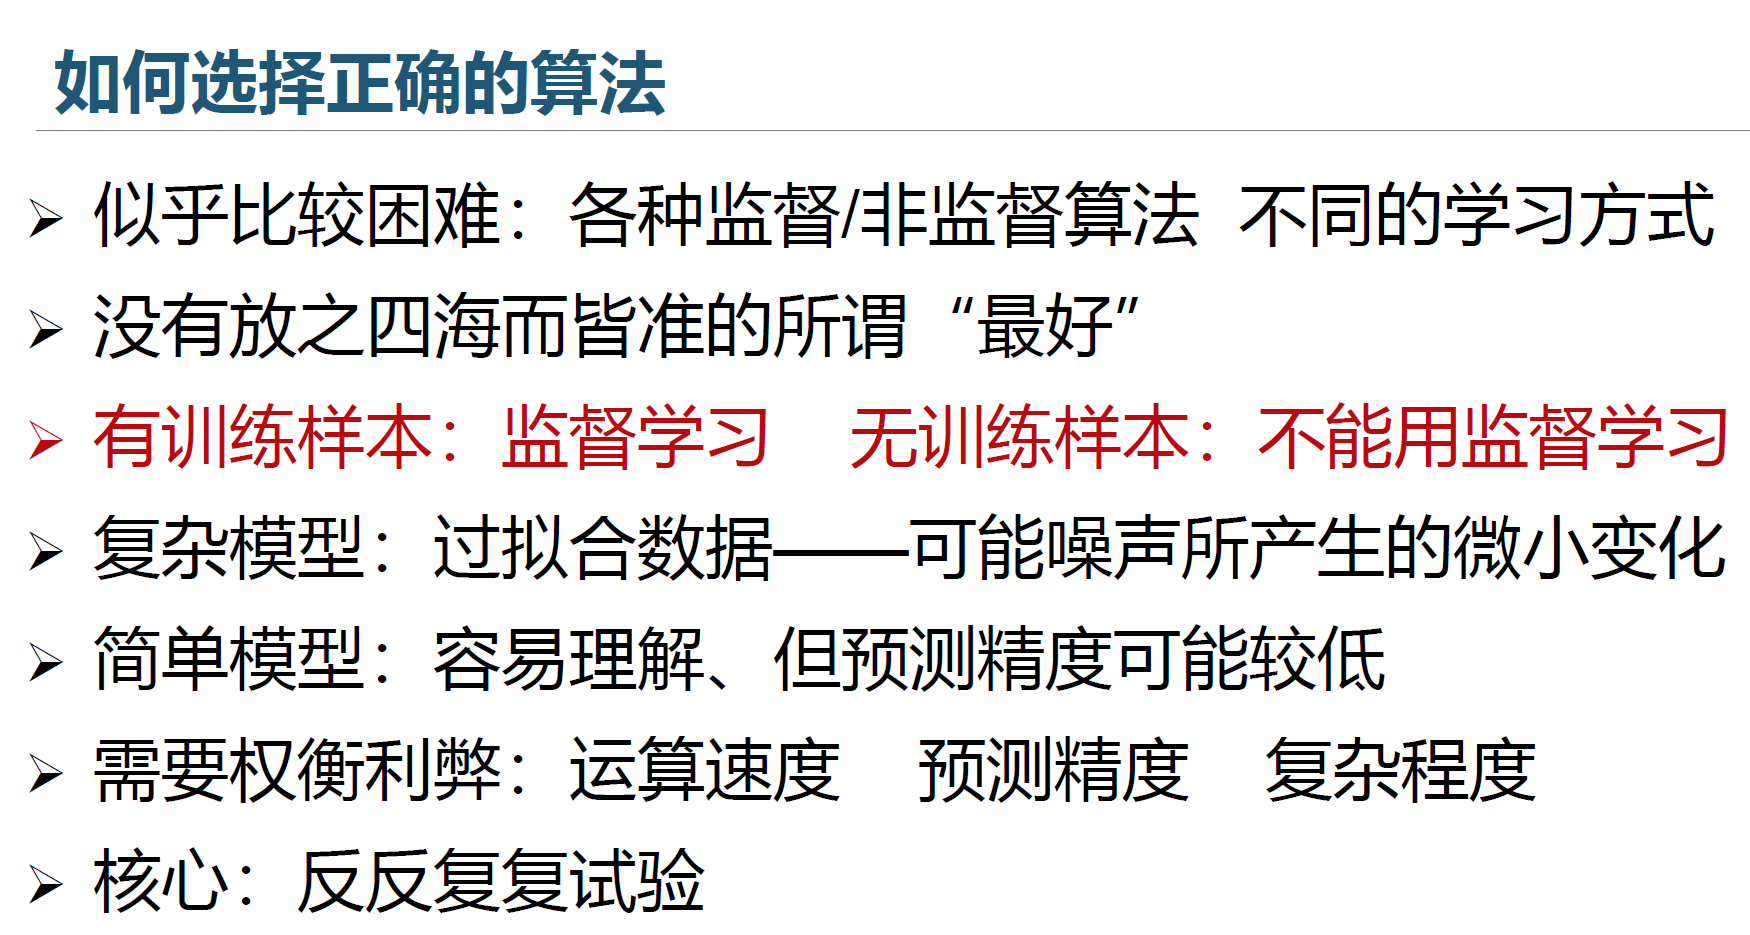 如何选择正确的算法
➢ 似乎比较困难：各种监督/非监督算法 不同的学习方式
➢ 没有放之四海而皆准的所谓“最好”
➢ 有训练样本：监督学习 无训练样本：不能用监督学习
➢ 复杂模型：过拟合数据——可能噪声所产生的微小变化
➢ 简单模型：容易理解、但预测精度可能较低
➢ 需要权衡利弊：运算速度 预测精度 复杂程度
➢ 核心：反反复复试验